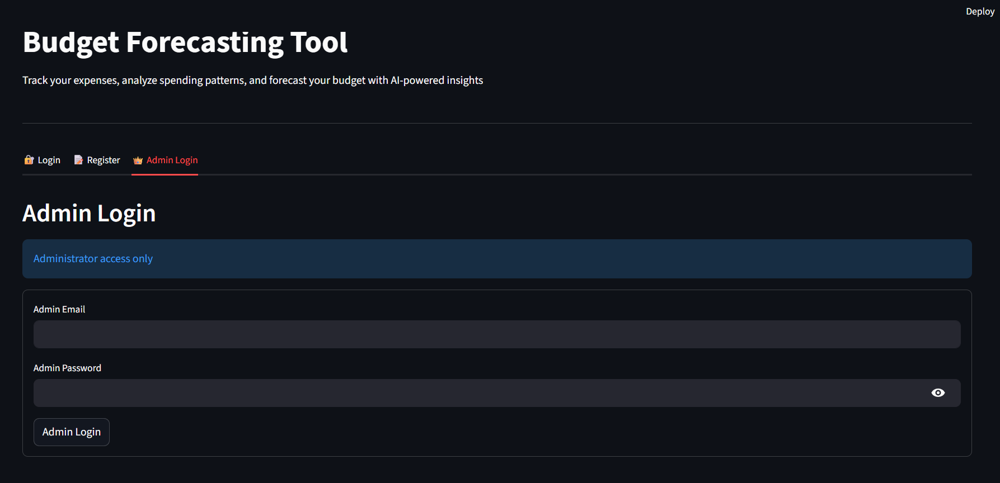 Deploy
Budget Forecasting Tool
Track your expenses, analyze spending patterns, and forecast your budget with AI-powered insights
🔐 Login 📝 Register 👑 Admin Login
Admin Login
Administrator access only
Admin Email
Admin Password
Admin Login